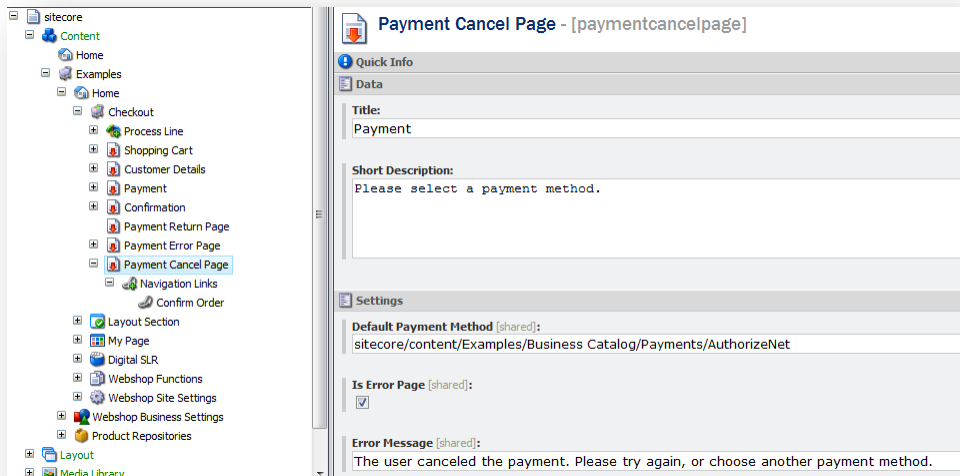 sitecore
Content
Home
Examples
Home
Checkout
Process Line
Shopping Cart
Customer Details
Payment
Confirmation
Payment Return Page
Payment Error Page
Payment Cancel Page
Navigation Links
Confirm Order
Layout Section
My Page
Digital SLR
Webshop Functions
Webshop Site Settings
Webshop Business Settings
Product Repositories
Layout
Media Library
Payment Cancel Page - [paymentcancelpage]
Quick Info
Data
Title:
Payment
Short Description:
Please select a payment method.
Settings
Default Payment Method [shared]:
sitecore/content/Examples/Business Catalog/Payments/AuthorizeNet
Is Error Page [shared]:
Error Message [shared]:
The user canceled the payment. Please try again, or choose another payment method.